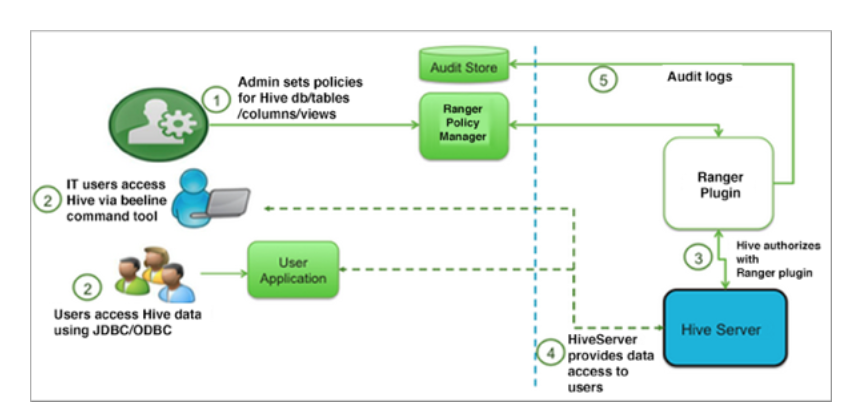 Audit Store
5
Audit logs
1
Admin sets policies
for Hive db/tables
/columns/views
Ranger
Policy
Manager
Ranger
Plugin
2
IT users access
Hive via beeline
command tool
3
Hive authorizes
with
Ranger plugin
User
Application
2
Users access Hive data
using JDBC/ODBC
Hive Server
4
HiveServer
provides data
access to
users